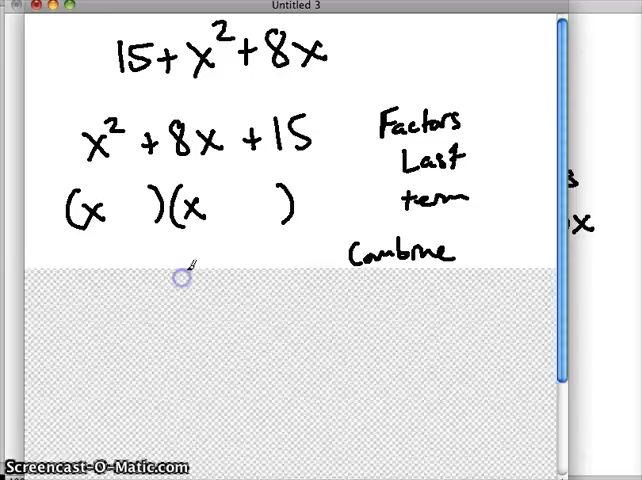 Untitled 3
15+x²+8x
x² + 8x + 15
Factors
Last
(x )(x )
term
Combine
x
Screencast-O-Matic.com